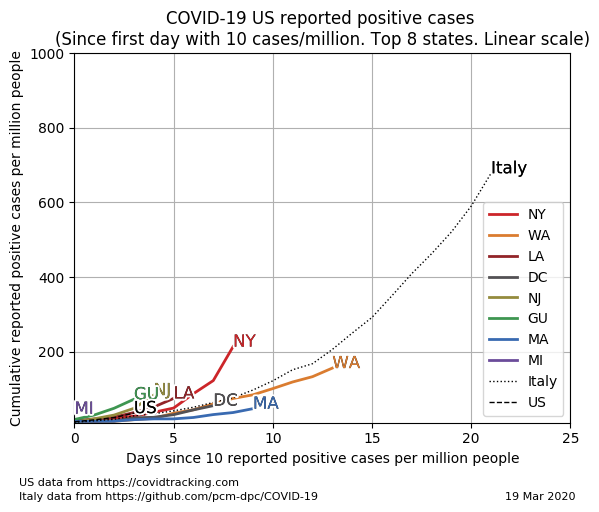 COVID-19 US reported positive cases
(Since first day with 10 cases/million. Top 8 states. Linear scale)
Cumulative reported positive cases per million people
1000
800
600
400
200
Italy
NY
WA
MI
GU
NJ
LA
US
DC
MA
NY
WA
LA
DC
NJ
GU
MA
MI
Italy
US
0 5 10 15 20 25
Days since 10 reported positive cases per million people
US data from https://covidtracking.com
Italy data from https://github.com/pcm-dpc/COVID-19
19 Mar 2020